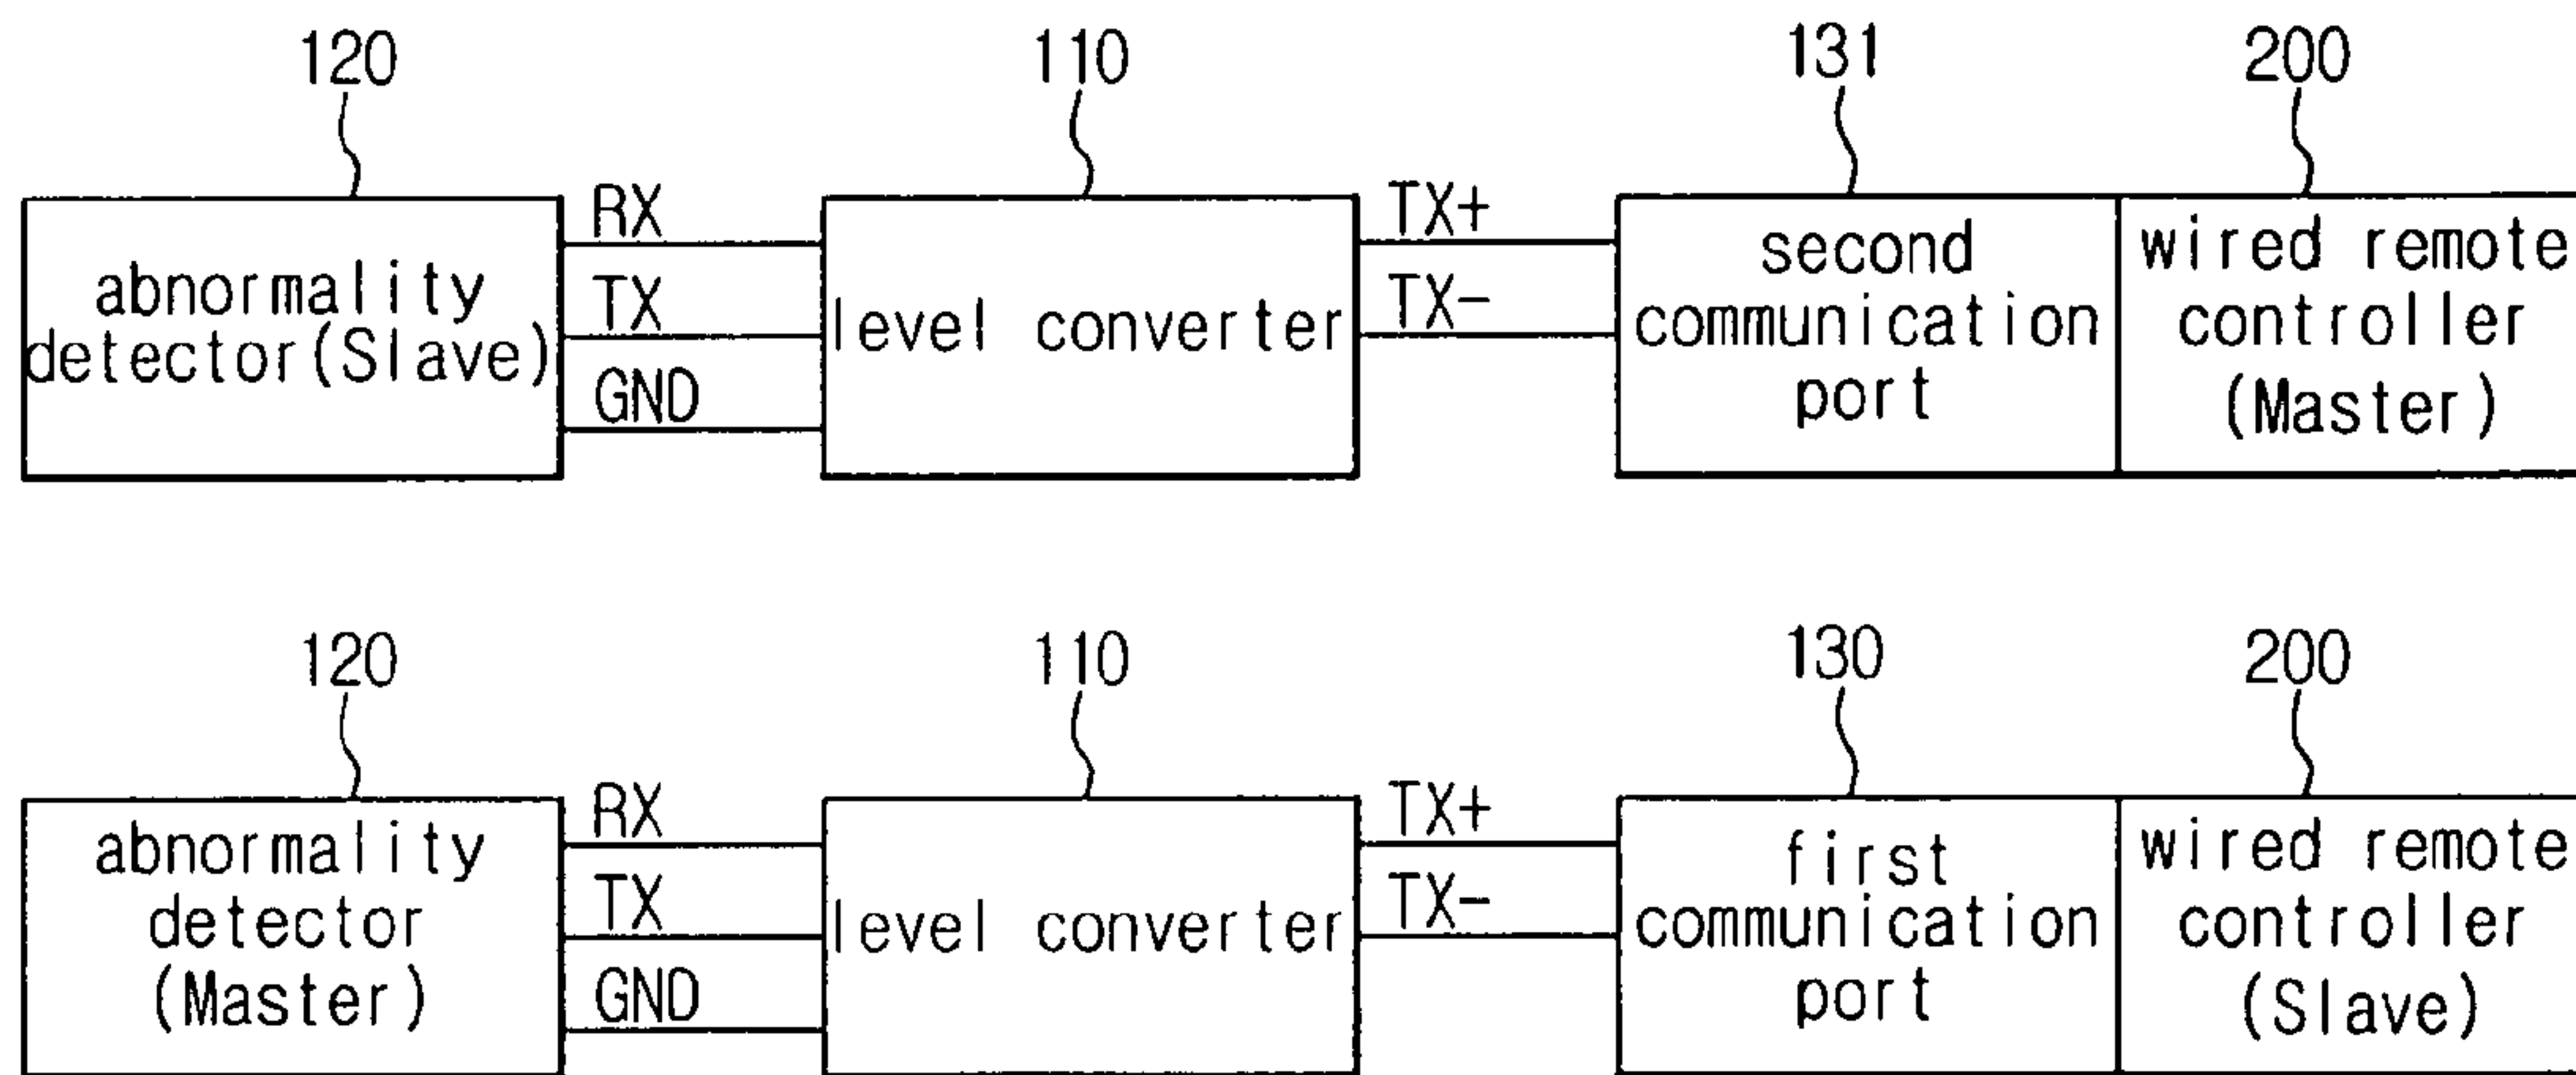 120
110
131
200
RX
TX
GND
TX+
TX-
abnormality
detector(Slave)
level converter
second
communication
port
wired remote
controller
(Master)
120
110
130
200
RX
TX
GND
TX+
TX-
abnormality
detector
(Master)
level converter
first
communication
port
wired remote
controller
(Slave)